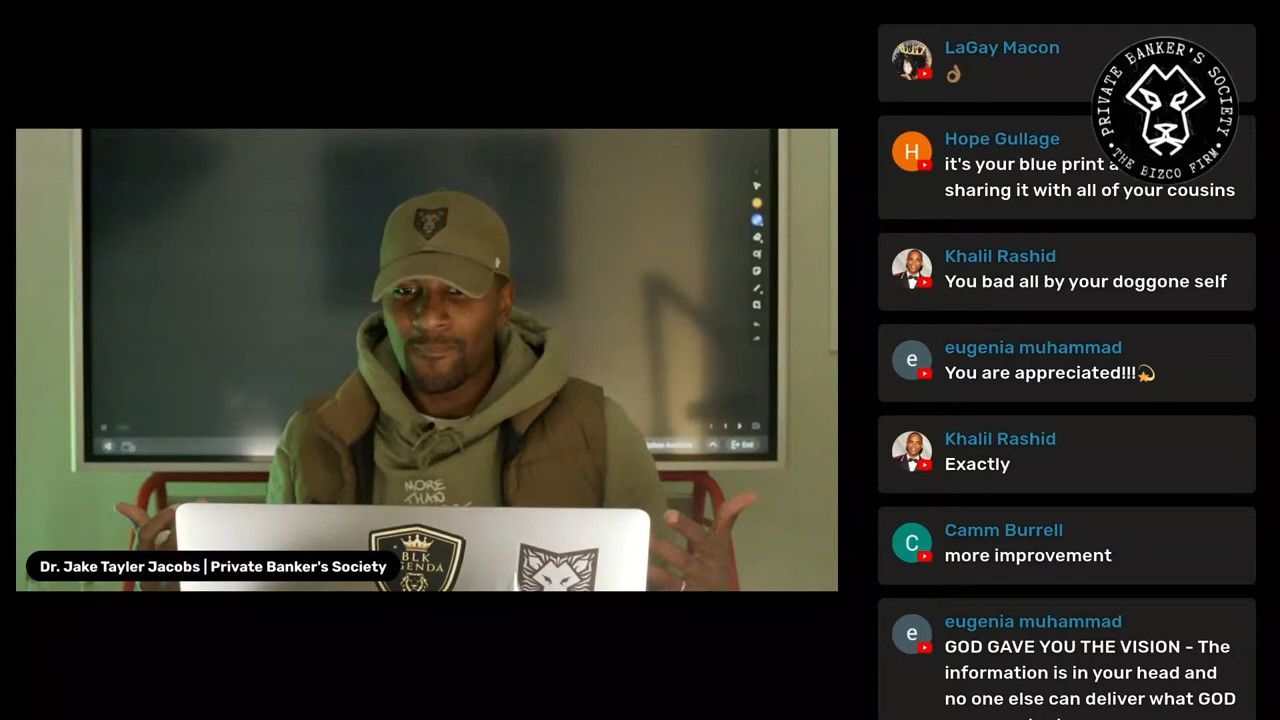 LaGay Macon
PRIVATE BANKER'S SOCIETY
• THE BIZCO FIRM •
Hope Gullage
it's your blue print
sharing it with all of your cousins
Khalil Rashid
You bad all by your doggone self
eugenia muhammad
You are appreciated!!!💫
Khalil Rashid
Exactly
Camm Burrell
more improvement
eugenia muhammad
GOD GAVE YOU THE VISION - The
information is in your head and
no one else can deliver what GOD
H
e
e
C
e
End
MORE
THAN
BLK
Dr. Jake Tayler Jacobs | Private Banker's Society